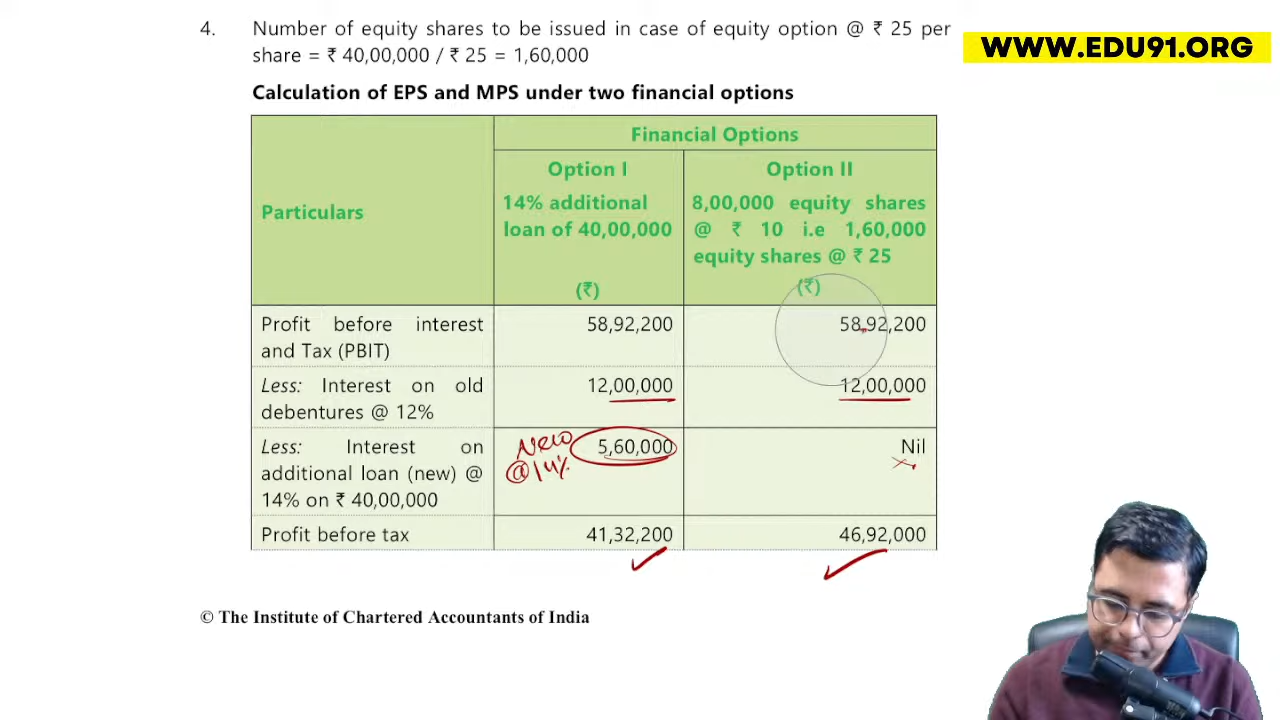 4. Number of equity shares to be issued in case of equity option @ ₹ 25 per
share = ₹ 40,00,000 / ₹ 25 = 1,60,000
WWW.EDU91.ORG
Calculation of EPS and MPS under two financial options
Particulars
Financial Options
Option I
14% additional
loan of 40,00,000
(₹)
Option II
8,00,000 equity shares
@ ₹ 10 i.e 1,60,000
equity shares @ ₹ 25
(₹)
Profit before interest
and Tax (PBIT)
58,92,200
58,92,200
Less: Interest on old
debentures @ 12%
12,00,000
12,00,000
Less: Interest on
additional loan (new) @
14% on ₹ 40,00,000
New
@14%
5,60,000
Nil
Profit before tax
41,32,200
46,92,000
© The Institute of Chartered Accountants of India